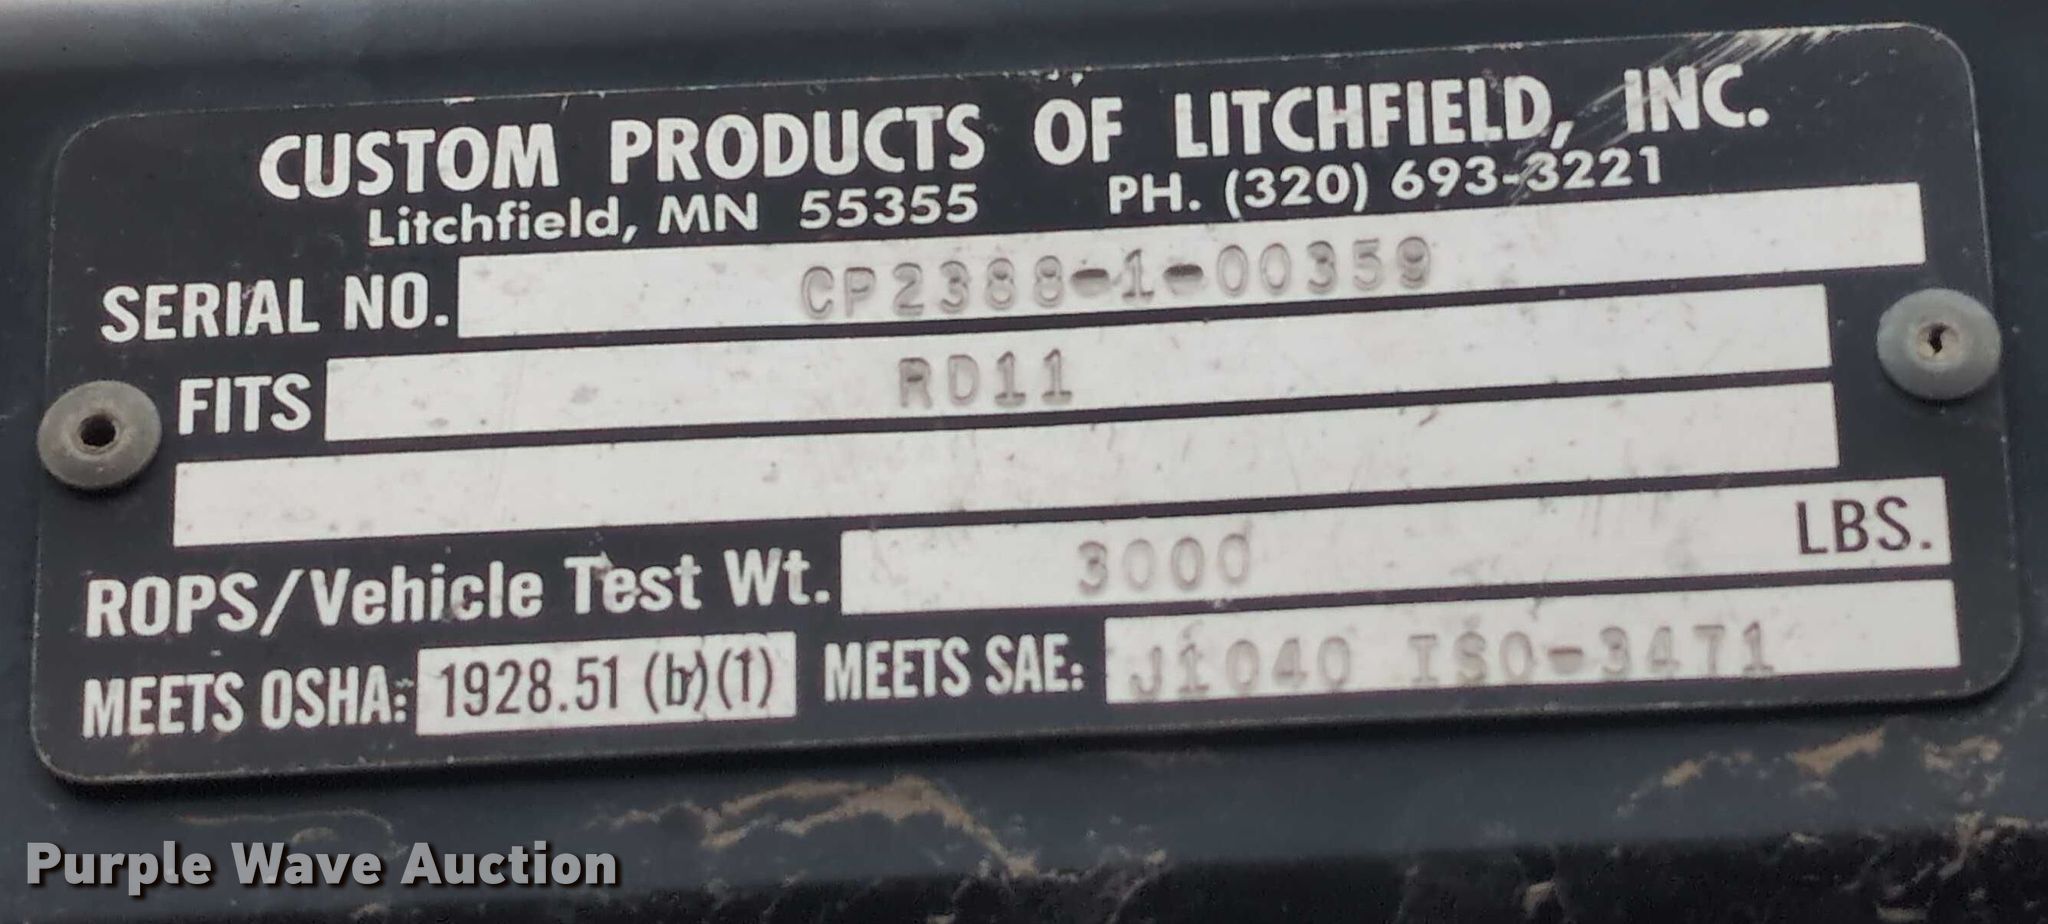 CUSTOM PRODUCTS OF LITCHFIELD, INC.
Litchfield, MN 55355 PH. (320) 693-3221
SERIAL NO. CP2388-1-00359
FITS RD11
ROPS/Vehicle Test Wt. 3000 LBS.
MEETS OSHA: 1928.51 (b)(1) MEETS SAE: J1040 ISO-3471
Purple Wave Auction